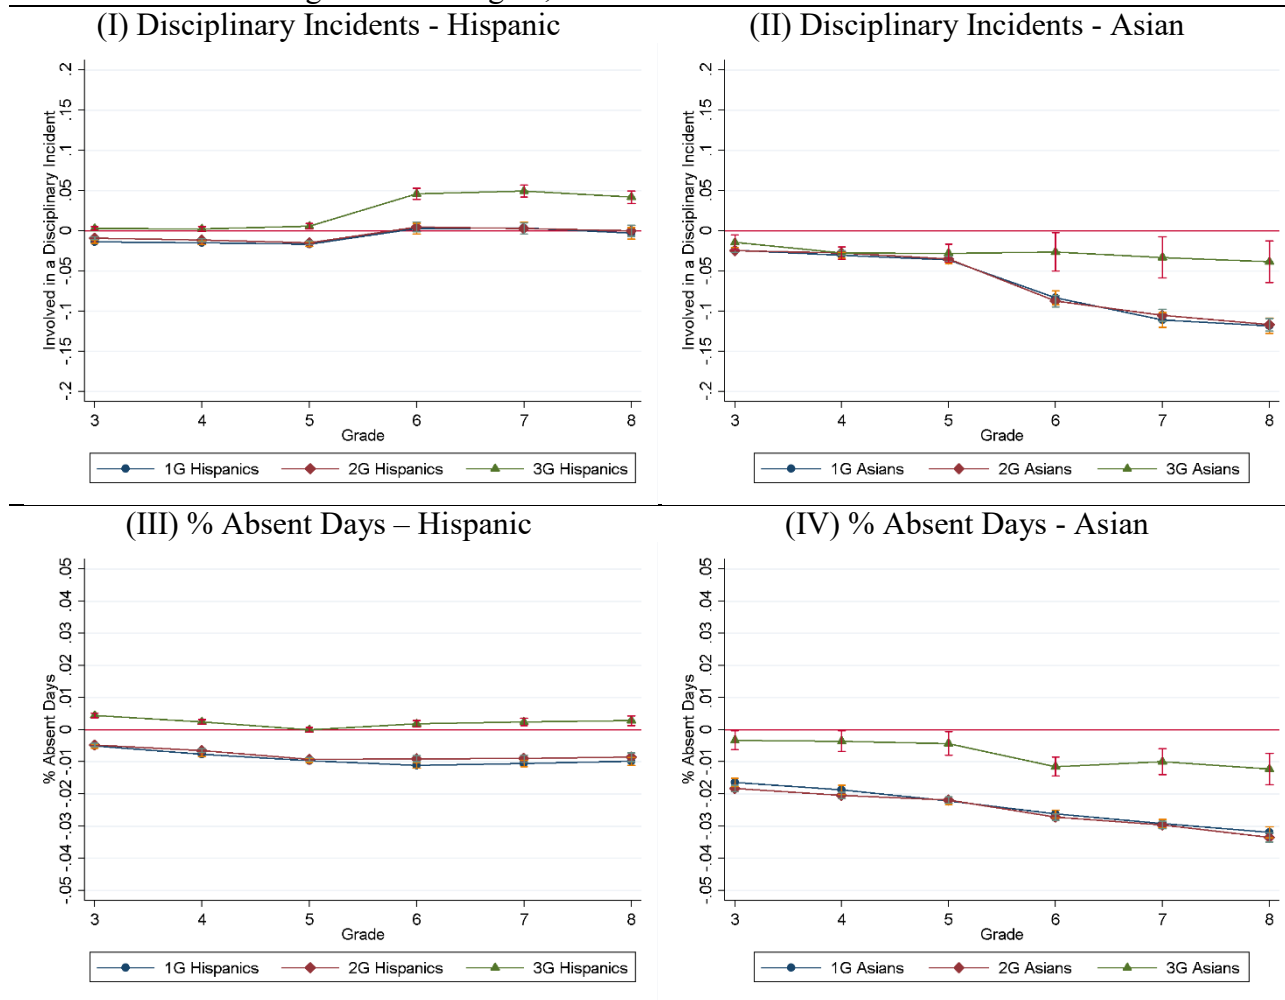 (I) Disciplinary Incidents - Hispanic
(II) Disciplinary Incidents - Asian
Involved in a Disciplinary Incident
.2
.15
.1
.05
0
-.05
-.1
-.15
-.2
3 4 5 6 7 8
Grade
1G Hispanics 2G Hispanics 3G Hispanics
Involved in a Disciplinary Incident
.2
.15
.1
.05
0
-.05
-.1
-.15
-.2
3 4 5 6 7 8
Grade
1G Asians 2G Asians 3G Asians
(III) % Absent Days – Hispanic
(IV) % Absent Days - Asian
% Absent Days
.05
.04
.03
.02
.01
0
-.01
-.02
-.03
-.04
-.05
3 4 5 6 7 8
Grade
1G Hispanics 2G Hispanics 3G Hispanics
% Absent Days
.05
.04
.03
.02
.01
0
-.01
-.02
-.03
-.04
-.05
3 4 5 6 7 8
Grade
1G Asians 2G Asians 3G Asians